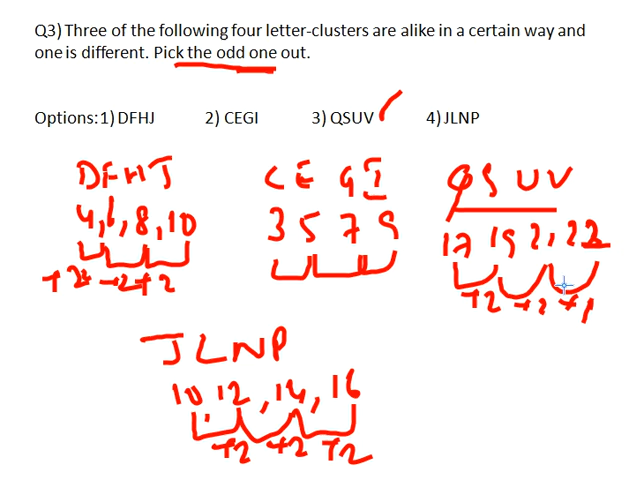 Q3) Three of the following four letter-clusters are alike in a certain way and
one is different. Pick the odd one out.
Options: 1) DFHJ 2) CEGI 3) QSUV 4) JLNP
DFHJ CEGI QSUV
4,6,8,10 3 5 7 9 17 19 21,22
+2 +2 +2 +2 +2 +1
JLNP
10 12,14,16
+2 +2 +2